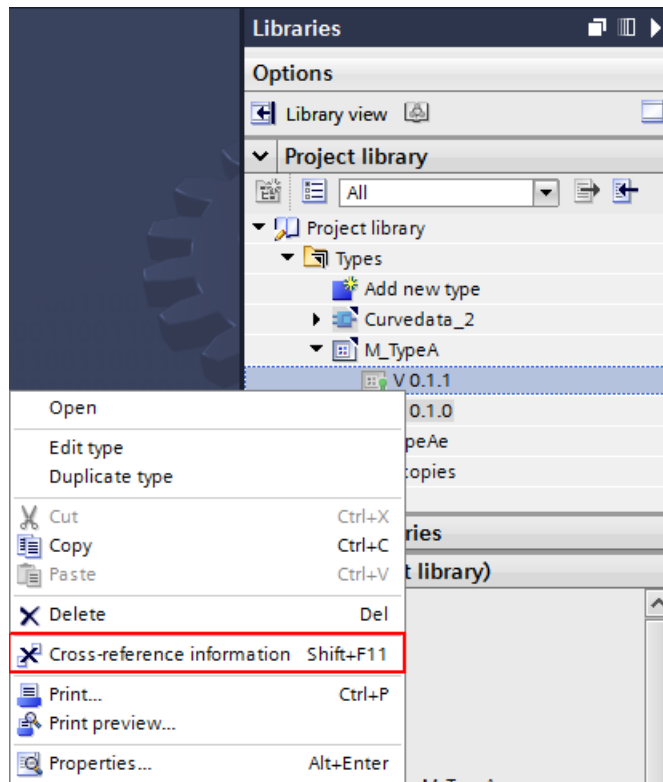 Libraries
Options
Library view
Project library
All
Project library
Types
Add new type
Curvedata_2
M_TypeA
V 0.1.1
0.1.0
peAe
copies
ries
t library)
Open
Edit type
Duplicate type
Cut Ctrl+X
Copy Ctrl+C
Paste Ctrl+V
Delete Del
Cross-reference information Shift+F11
Print... Ctrl+P
Print preview...
Properties... Alt+Enter